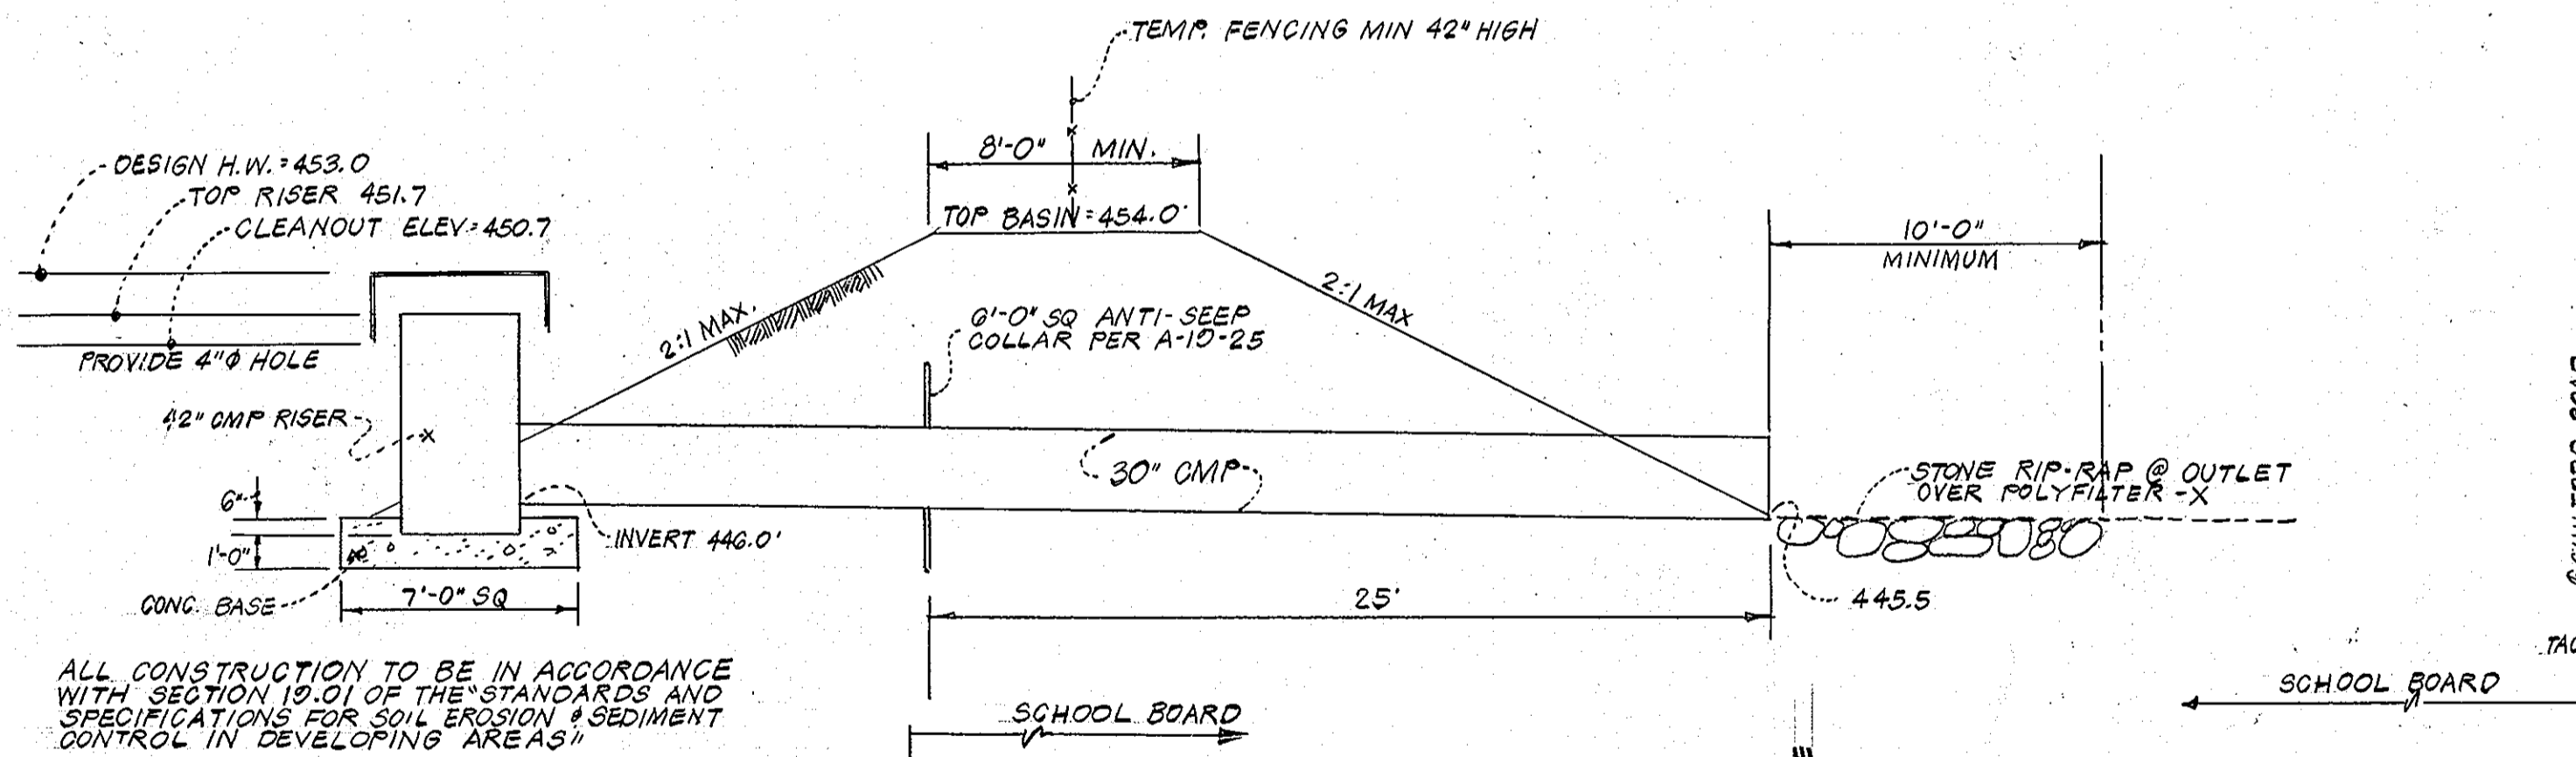 TEMP. FENCING MIN 42" HIGH
DESIGN H.W. = 453.0
TOP RISER 451.7
CLEANOUT ELEV = 450.7
PROVIDE 4"Φ HOLE
42" CMP RISER
6"
1'-0"
CONC. BASE
7'-0" SQ
INVERT 446.0'
2:1 MAX.
8'-0" MIN.
TOP BASIN = 454.0'
6'-0" SQ ANTI-SEEP
COLLAR PER A-19-25
2:1 MAX
30" CMP
10'-0"
MINIMUM
STONE RIP-RAP @ OUTLET
OVER POLYFILTER-X
25'
445.5
ALL CONSTRUCTION TO BE IN ACCORDANCE
WITH SECTION 19.01 OF THE "STANDARDS AND
SPECIFICATIONS FOR SOIL EROSION & SEDIMENT
CONTROL IN DEVELOPING AREAS"
SCHOOL BOARD
SCHOOL BOARD